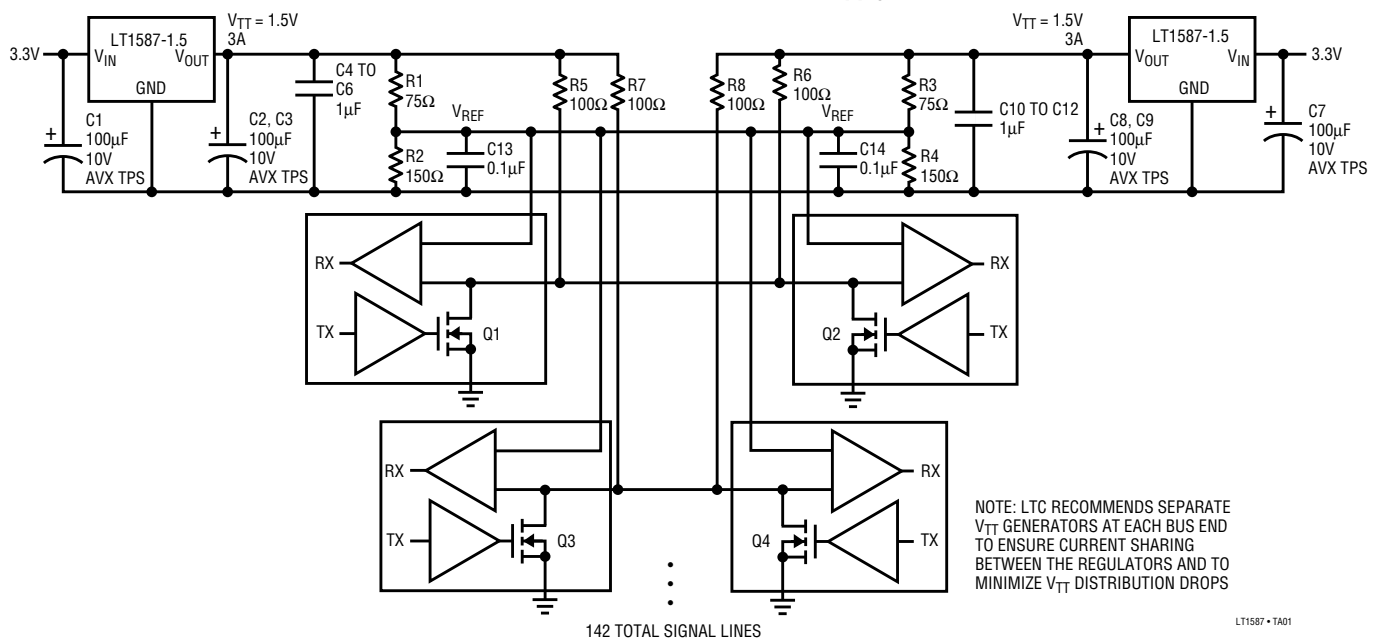 V_TT = 1.5V
3A
LT1587-1.5
3.3V
V_IN
V_OUT
GND
+
C1
100µF
10V
AVX TPS
+
C2, C3
100µF
10V
AVX TPS
C4 TO
C6
1µF
R1
75Ω
R2
150Ω
V_REF
C13
0.1µF
R5
100Ω
R7
100Ω
R8
100Ω
R6
100Ω
V_REF
C14
0.1µF
R3
75Ω
R4
150Ω
C10 TO C12
1µF
V_TT = 1.5V
3A
+
C8, C9
100µF
10V
AVX TPS
LT1587-1.5
V_OUT
V_IN
GND
3.3V
+
C7
100µF
10V
AVX TPS
RX
TX
Q1
RX
TX
Q2
RX
TX
Q3
RX
TX
Q4
142 TOTAL SIGNAL LINES
NOTE: LTC RECOMMENDS SEPARATE
V_TT GENERATORS AT EACH BUS END
TO ENSURE CURRENT SHARING
BETWEEN THE REGULATORS AND TO
MINIMIZE V_TT DISTRIBUTION DROPS
LT1587 • TA01